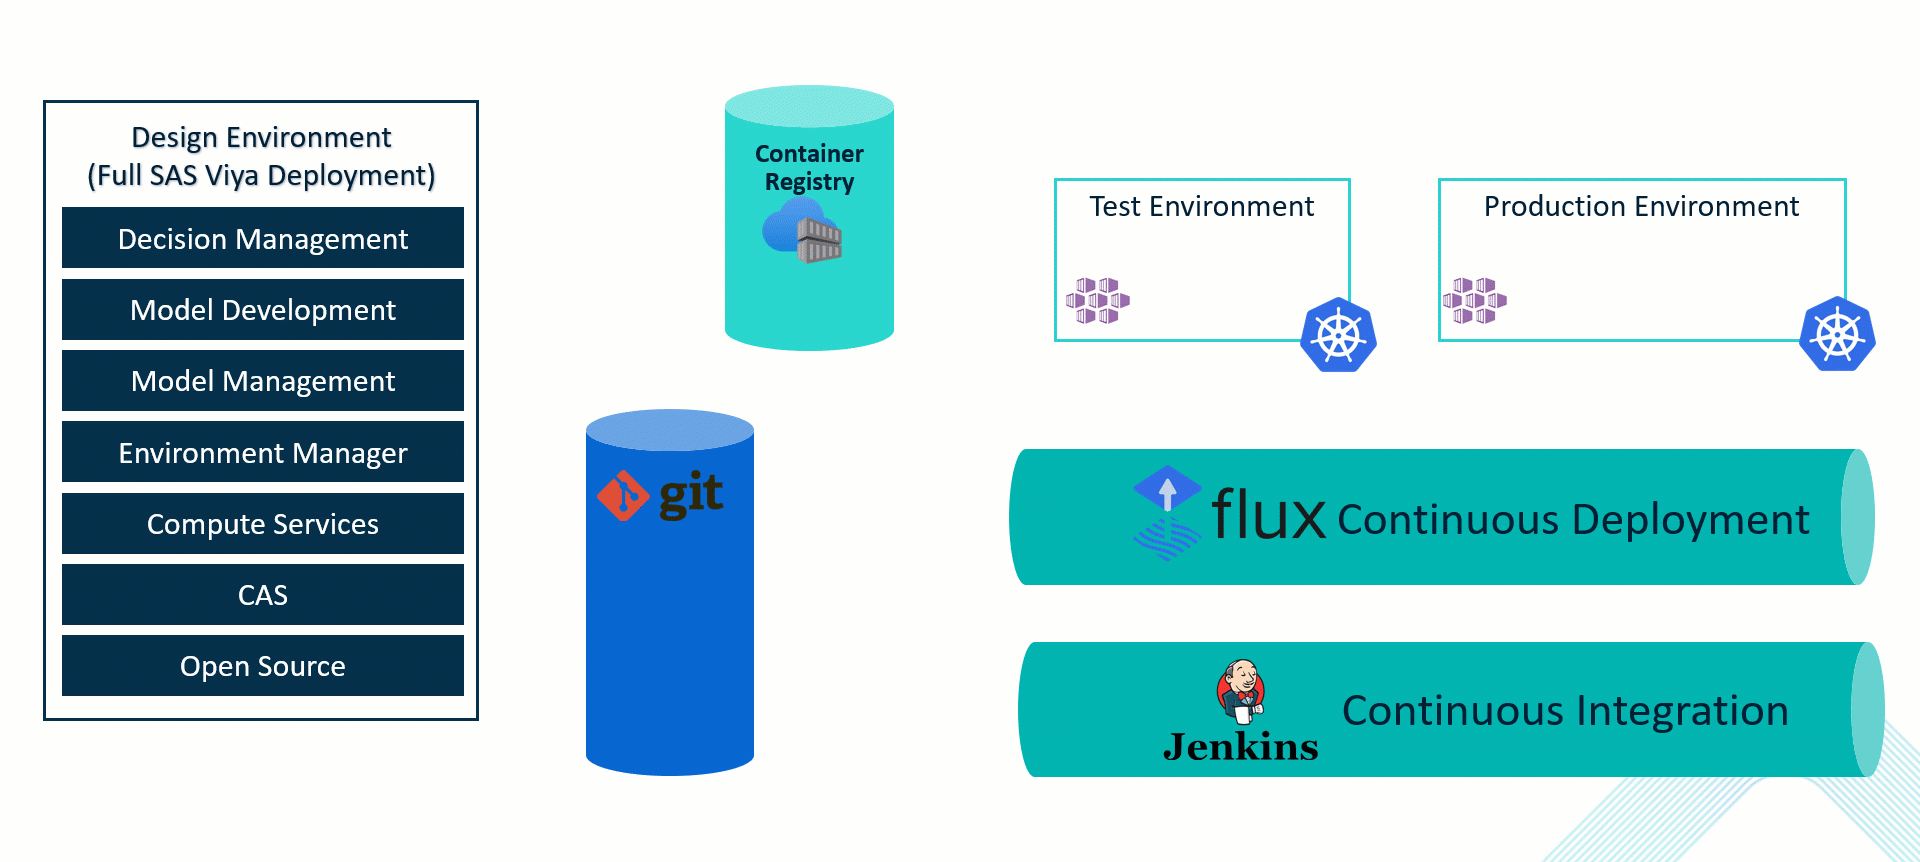 Design Environment
(Full SAS Viya Deployment)
Decision Management
Model Development
Model Management
Environment Manager
Compute Services
CAS
Open Source
Container
Registry
git
Test Environment
Production Environment
flux Continuous Deployment
Jenkins
Continuous Integration